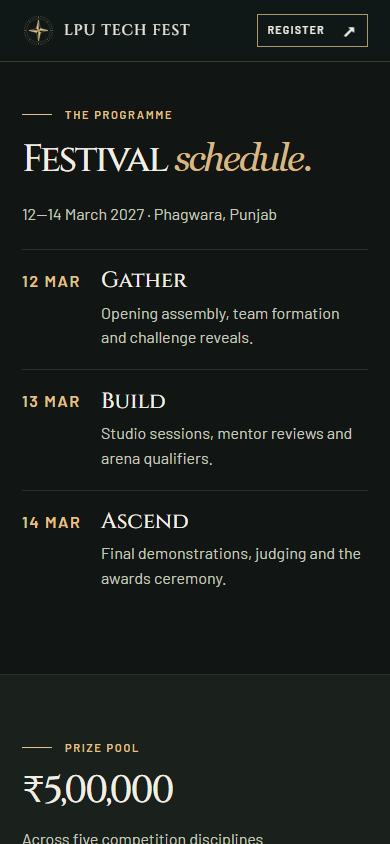 LPU TECH FEST
REGISTER ↗
THE PROGRAMME
FESTIVAL schedule.
12—14 March 2027 · Phagwara, Punjab
12 MAR GATHER
Opening assembly, team formation
and challenge reveals.
13 MAR BUILD
Studio sessions, mentor reviews and
arena qualifiers.
14 MAR ASCEND
Final demonstrations, judging and the
awards ceremony.
PRIZE POOL
₹5,00,000
Across five competition disciplines